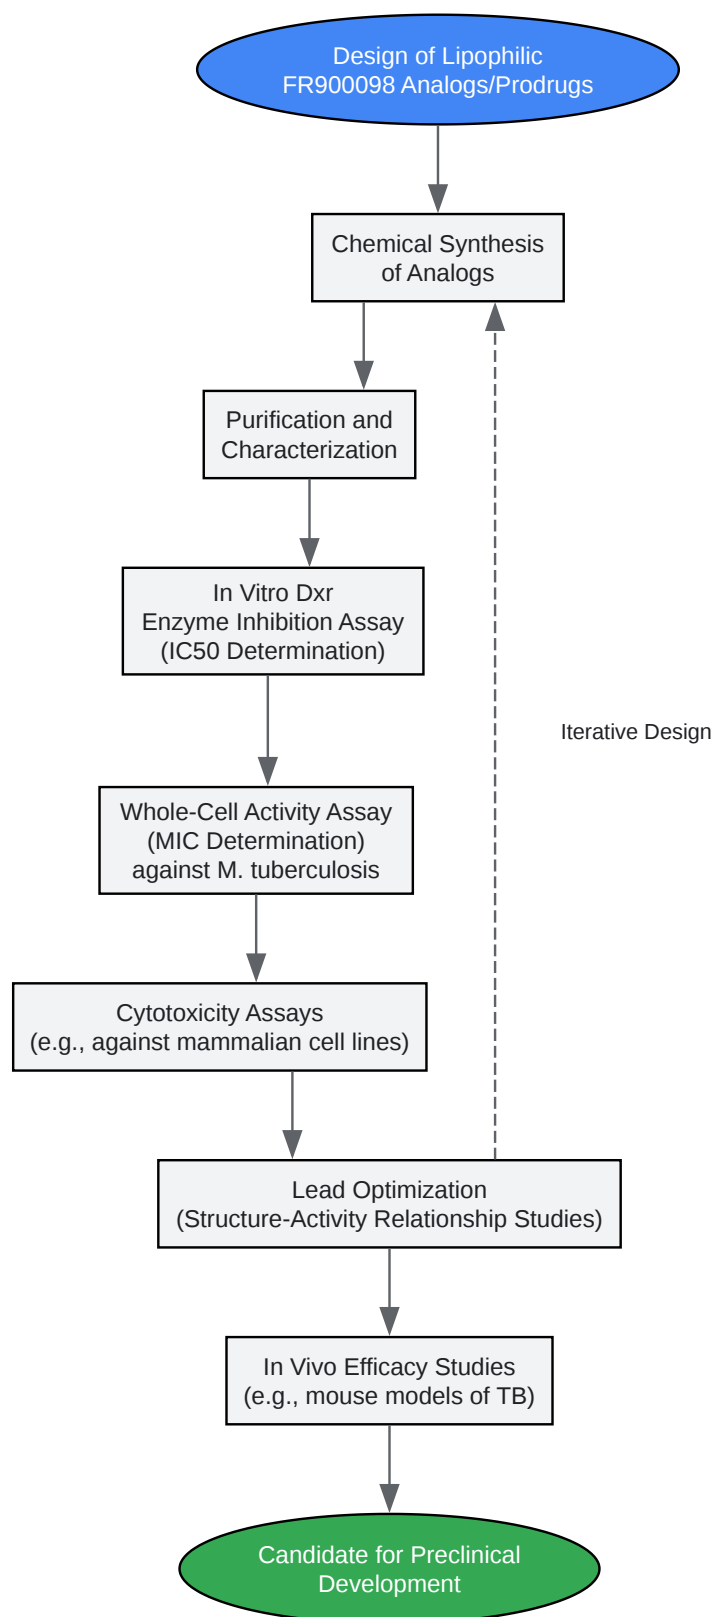 Design of Lipophilic
FR900098 Analogs/Prodrugs
Chemical Synthesis
of Analogs
Purification and
Characterization
In Vitro Dxr
Enzyme Inhibition Assay
(IC50 Determination)
Iterative Design
Whole-Cell Activity Assay
(MIC Determination)
against M. tuberculosis
Cytotoxicity Assays
(e.g., against mammalian cell lines)
Lead Optimization
(Structure-Activity Relationship Studies)
In Vivo Efficacy Studies
(e.g., mouse models of TB)
Candidate for Preclinical
Development